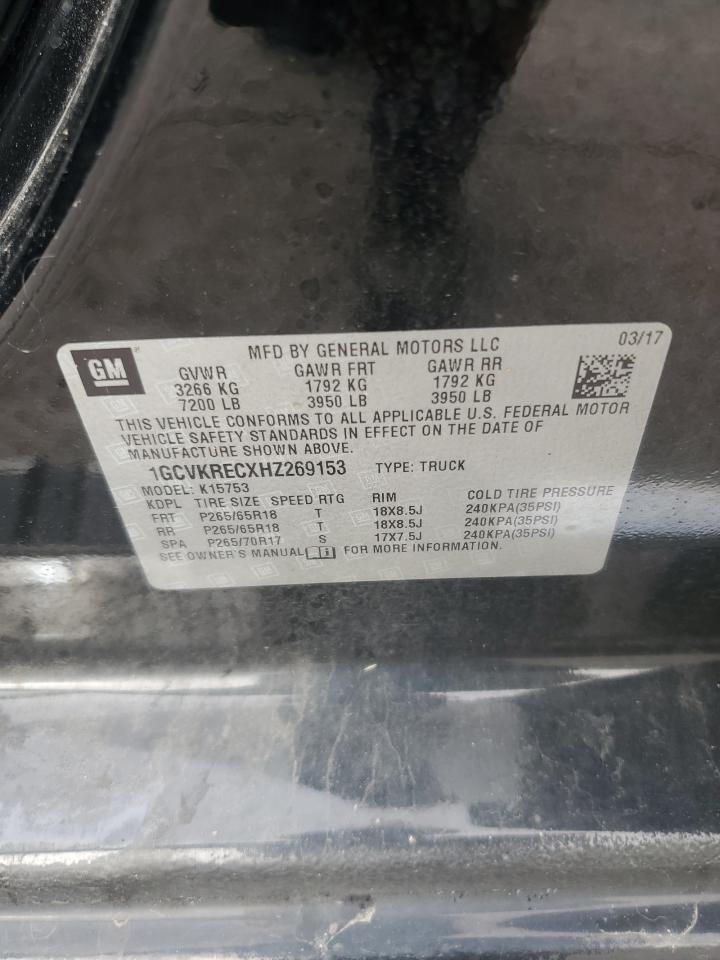 GM
MFD BY GENERAL MOTORS LLC
03/17
GVWR GAWR FRT GAWR RR
3266 KG 1792 KG 1792 KG
7200 LB 3950 LB 3950 LB
THIS VEHICLE CONFORMS TO ALL APPLICABLE U.S. FEDERAL MOTOR
VEHICLE SAFETY STANDARDS IN EFFECT ON THE DATE OF
MANUFACTURE SHOWN ABOVE.
1GCVKRECXHZ269153 TYPE: TRUCK
MODEL: K15753
KDPL TIRE SIZE SPEED RTG RIM COLD TIRE PRESSURE
FRT P265/65R18 T 18X8.5J 240KPA(35PSI)
RR P265/65R18 T 18X8.5J 240KPA(35PSI)
SPA P265/70R17 S 17X7.5J 240KPA(35PSI)
SEE OWNER'S MANUAL FOR MORE INFORMATION.